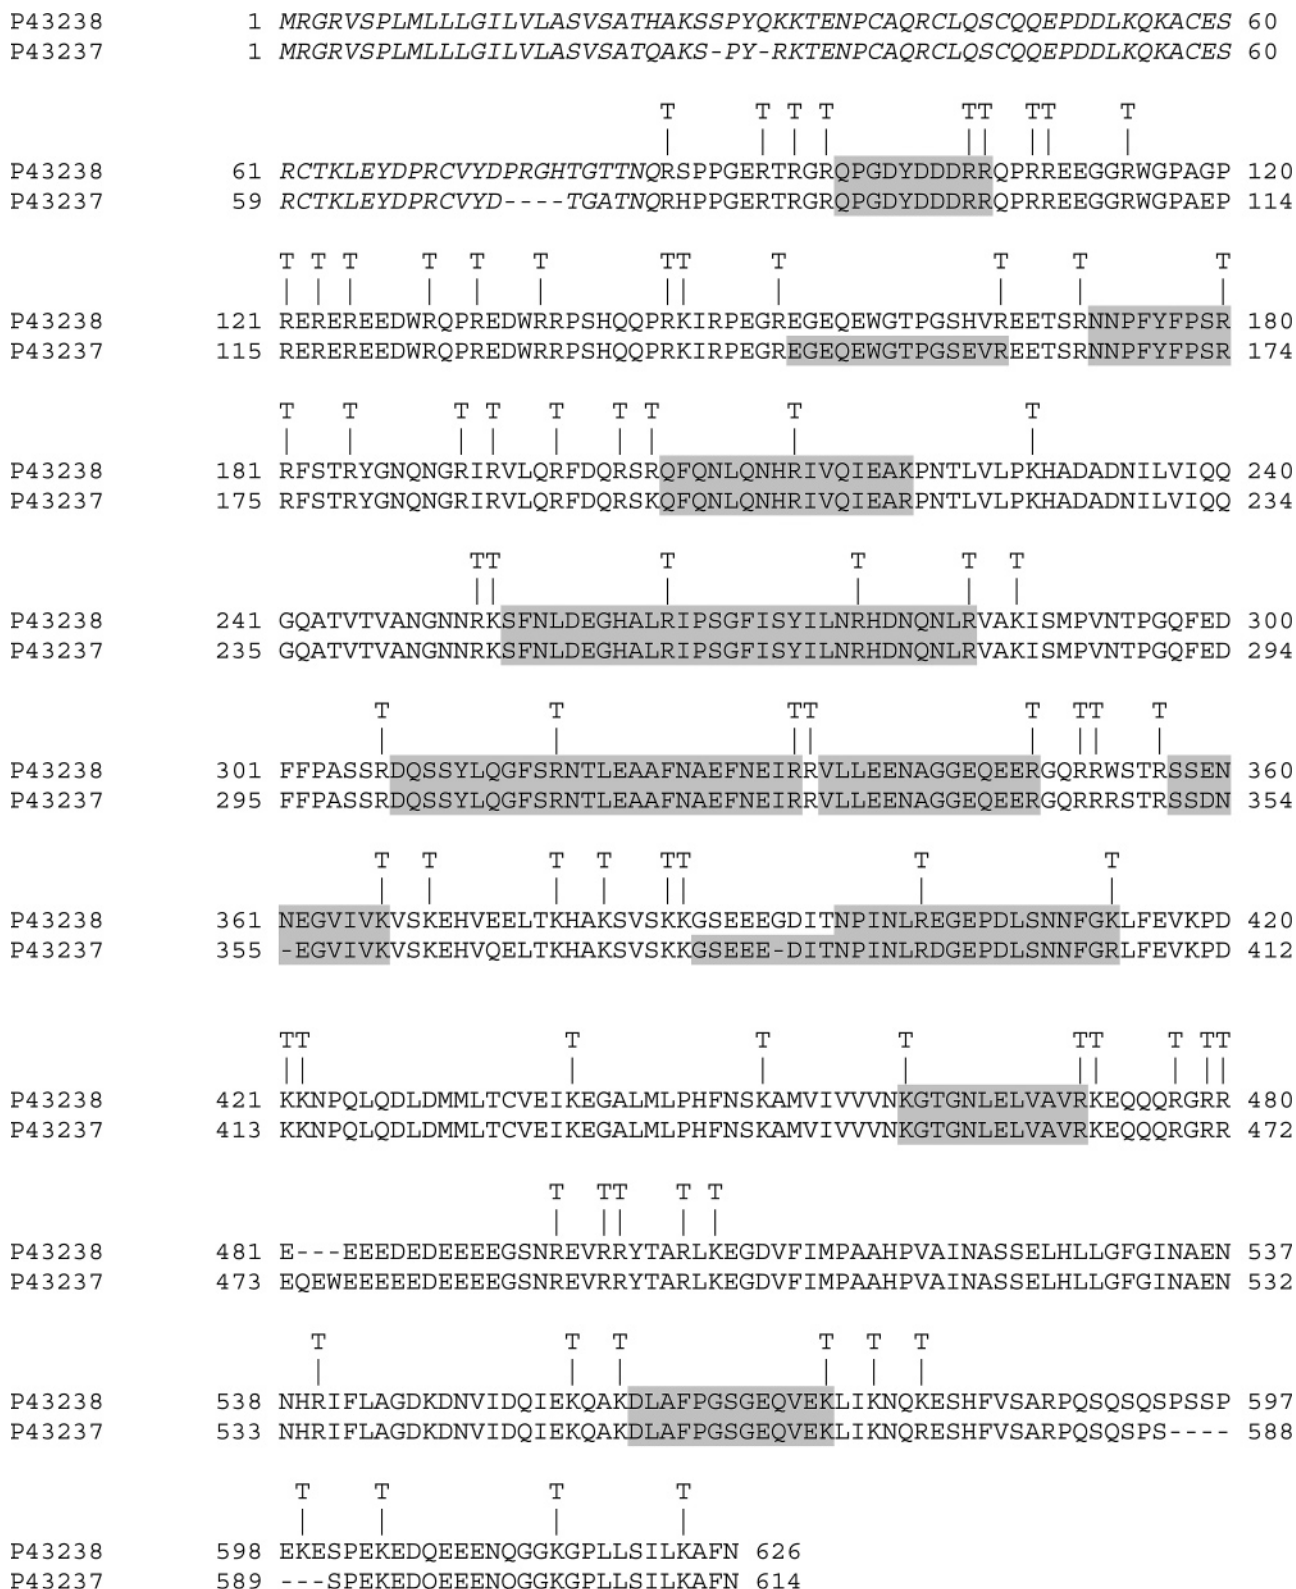 P43238 1 MRGRVSPLMLLLGILVLASVSATHAKSSPYQKKTENPCAQRCLQSCQQEPDDLKQKACES 60
P43237 1 MRGRVSPLMLLLGILVLASVSATQAKS-PY-RKTENPCAQRCLQSCQQEPDDLKQKACES 60
T T T T TT TT T
P43238 61 RCTKLEYDPRCVYDPRGHTGTTNQRSPPGERTRGRQPGDYDDDRRQPRREEGGRWGPAGP 120
P43237 59 RCTKLEYDPRCVYD----TGATNQRHPPGERTRGRQPGDYDDDRRQPRREEGGRWGPAEP 114
T T T T T T TT T T T T
P43238 121 REREREEDWRQPREDWRRPSHQQPRKIRPEGREGEQEWGTPGSHVREETSRNNPFYFPSR 180
P43237 115 REREREEDWRQPREDWRRPSHQQPRKIRPEGREGEQEWGTPGSEVREETSRNNPFYFPSR 174
T T T T T T T T T
P43238 181 RFSTRYGNQNGRIRVLQRFDQRSRQFQNLQNHRIVQIEAKPNTLVLPKHADADNILVIQQ 240
P43237 175 RFSTRYGNQNGRIRVLQRFDQRSKQFQNLQNHRIVQIEARPNTLVLPKHADADNILVIQQ 234
TT T T T T
P43238 241 GQATVTVANGNNRKSFNLDEGHALRIPSGFISYILNRHDNQNLRVAKISMPVNTPGQFED 300
P43237 235 GQATVTVANGNNRKSFNLDEGHALRIPSGFISYILNRHDNQNLRVAKISMPVNTPGQFED 294
T T TT T TT T
P43238 301 FFPASSRDQSSYLQGFSRNTLEAAFNAEFNEIRRVLLEENAGGEQEERGQRRWSTRSSEN 360
P43237 295 FFPASSRDQSSYLQGFSRNTLEAAFNAEFNEIRRVLLEENAGGEQEERGQRRRSTRSSDN 354
T T T T TT T T
P43238 361 NEGVIVKVSKEHVEELTKHAKSVSKKGSEEEGDITNPINLREGEPDLSNNFGKLFEVKPD 420
P43237 355 -EGVIVKVSKEHVQELTKHAKSVSKKGSEEE-DITNPINLRDGEPDLSNNFGRLFEVKPD 412
TT T T T TT T TT
P43238 421 KKNPQLQDLDMMLTCVEIKEGALMLPHFNSKAMVIVVVNKGTGNLELVAVRKEQQQRGRR 480
P43237 413 KKNPQLQDLDMMLTCVEIKEGALMLPHFNSKAMVIVVVNKGTGNLELVAVRKEQQQRGRR 472
T TT T T
P43238 481 E---EEEDEDEEEEGSNREVRRYTARLKEGDVFIMPAAHPVAINASSELHLLGFGINAEN 537
P43237 473 EQEWEEEEEDEEEEGSNREVRRYTARLKEGDVFIMPAAHPVAINASSELHLLGFGINAEN 532
T T T T T T
P43238 538 NHRIFLAGDKDNVIDQIEKQAKDLAFPGSGEQVEKLIKNQKESHFVSARPQSQSQSPSSP 597
P43237 533 NHRIFLAGDKDNVIDQIEKQAKDLAFPGSGEQVEKLIKNQRESHFVSARPQSQSPS---- 588
T T T T
P43238 598 EKESPEKEDQEEENQGGKGPLLSILKAFN 626
P43237 589 ---SPEKEDQEEENQGGKGPLLSILKAFN 614